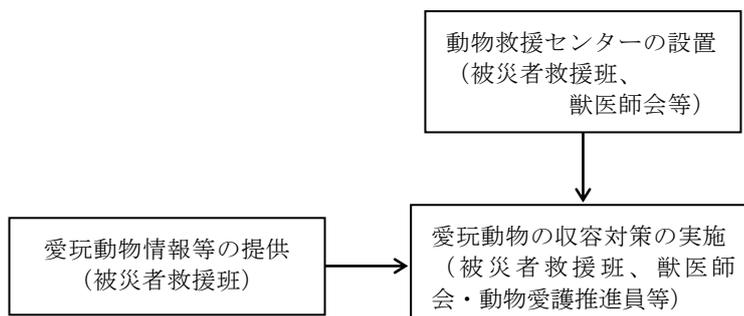 動物救援センターの設置
（被災者救援班、
獣医師会等）
愛玩動物情報等の提供
（被災者救援班）
愛玩動物の収容対策の実施
（被災者救援班、獣医師
会・動物愛護推進員等）